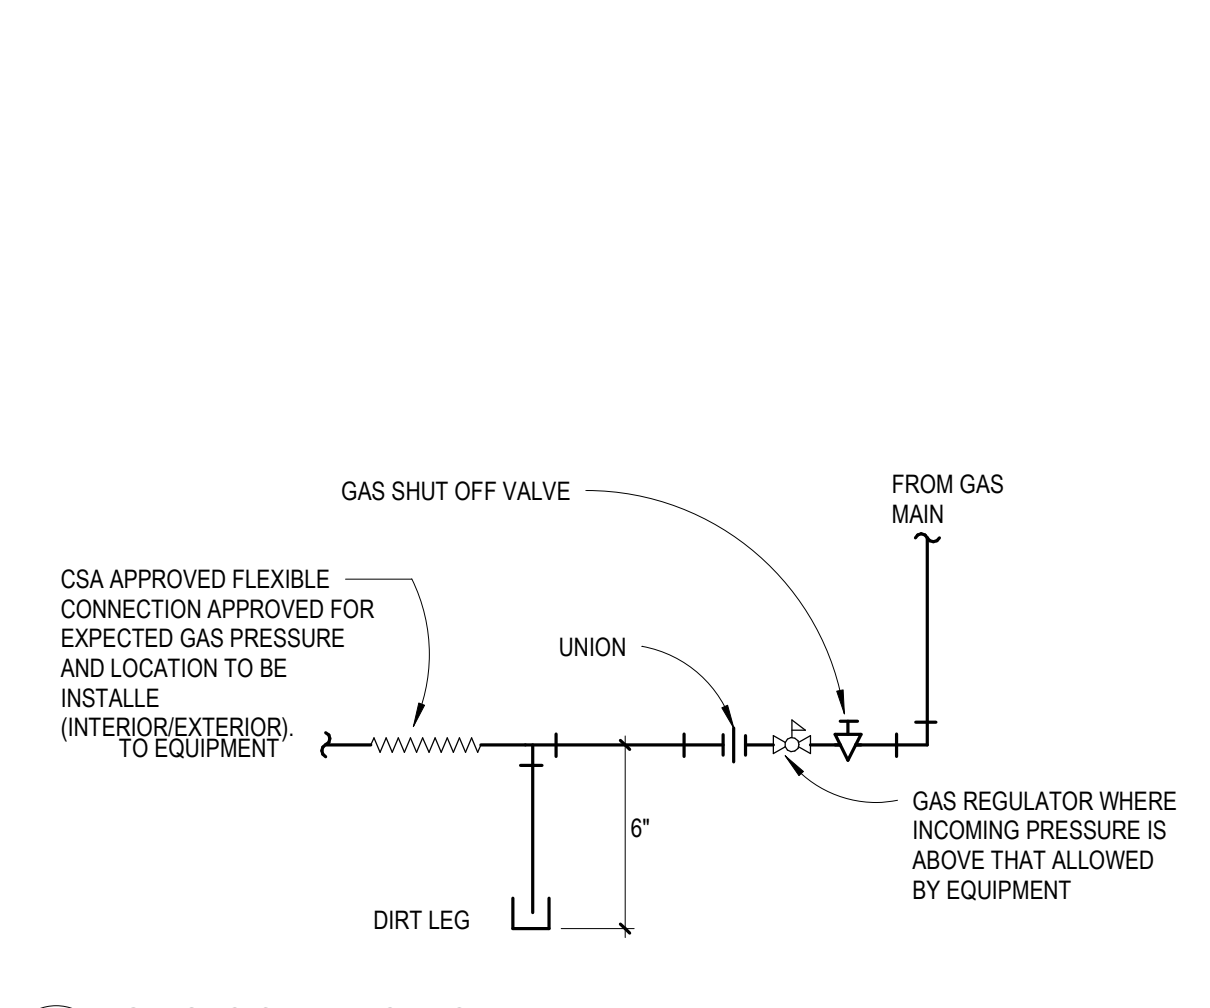 GAS SHUT OFF VALVE
FROM GAS
MAIN
CSA APPROVED FLEXIBLE
CONNECTION APPROVED FOR
EXPECTED GAS PRESSURE
AND LOCATION TO BE
INSTALLE
(INTERIOR/EXTERIOR).
TO EQUIPMENT
UNION
GAS REGULATOR WHERE
INCOMING PRESSURE IS
ABOVE THAT ALLOWED
BY EQUIPMENT
6"
DIRT LEG